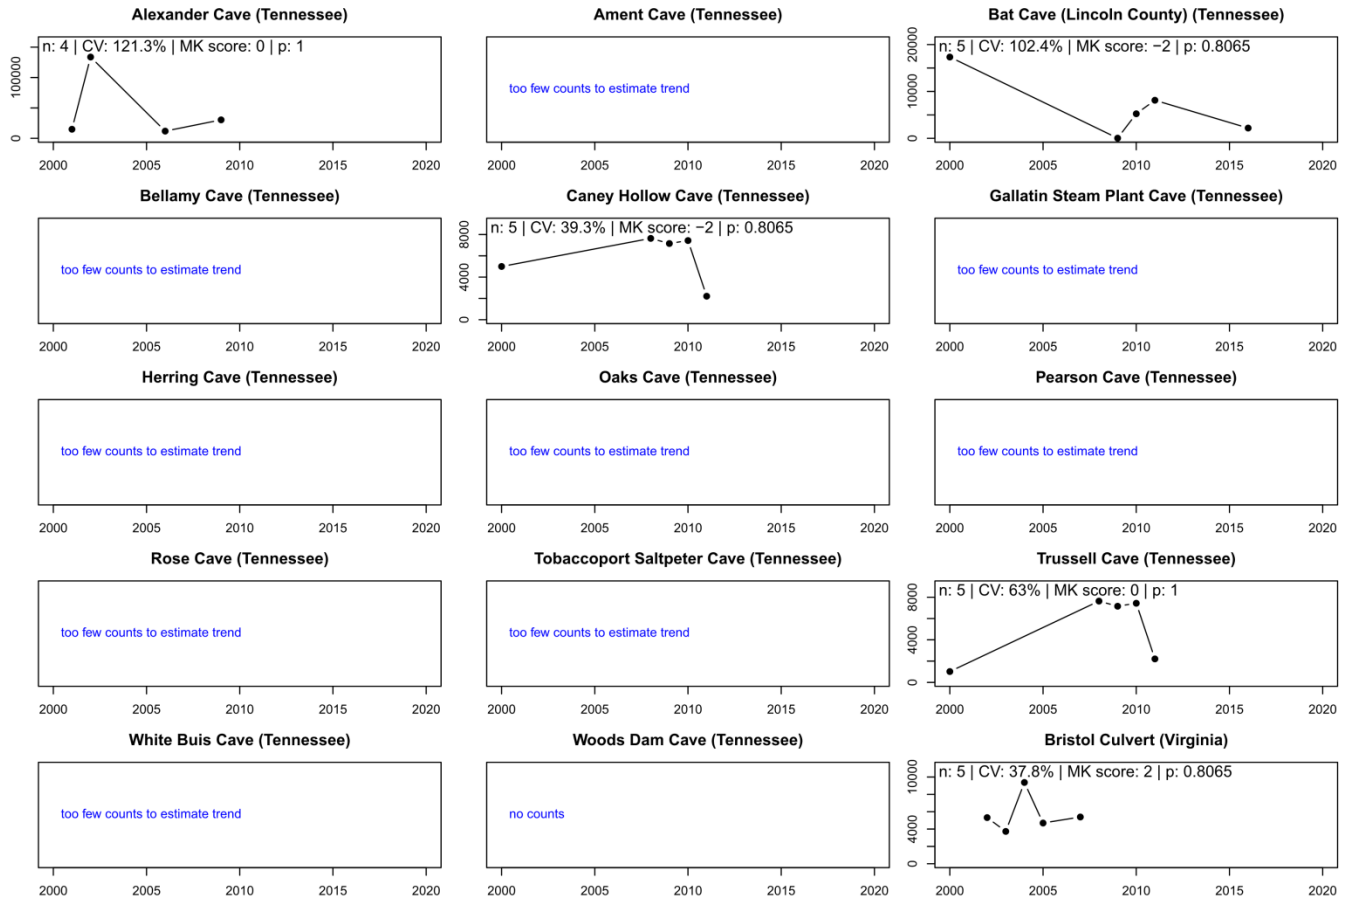 Alexander Cave (Tennessee)
n: 4 | CV: 121.3% | MK score: 0 | p: 1
0 100000
2000 2005 2010 2015 2020
Ament Cave (Tennessee)
too few counts to estimate trend
2000 2005 2010 2015 2020
Bat Cave (Lincoln County) (Tennessee)
n: 5 | CV: 102.4% | MK score: −2 | p: 0.8065
0 10000 20000
2000 2005 2010 2015 2020
Bellamy Cave (Tennessee)
too few counts to estimate trend
2000 2005 2010 2015 2020
Caney Hollow Cave (Tennessee)
n: 5 | CV: 39.3% | MK score: −2 | p: 0.8065
0 4000 8000
2000 2005 2010 2015 2020
Gallatin Steam Plant Cave (Tennessee)
too few counts to estimate trend
2000 2005 2010 2015 2020
Herring Cave (Tennessee)
too few counts to estimate trend
2000 2005 2010 2015 2020
Oaks Cave (Tennessee)
too few counts to estimate trend
2000 2005 2010 2015 2020
Pearson Cave (Tennessee)
too few counts to estimate trend
2000 2005 2010 2015 2020
Rose Cave (Tennessee)
too few counts to estimate trend
2000 2005 2010 2015 2020
Tobaccoport Saltpeter Cave (Tennessee)
too few counts to estimate trend
2000 2005 2010 2015 2020
Trussell Cave (Tennessee)
n: 5 | CV: 63% | MK score: 0 | p: 1
0 4000 8000
2000 2005 2010 2015 2020
White Buis Cave (Tennessee)
too few counts to estimate trend
2000 2005 2010 2015 2020
Woods Dam Cave (Tennessee)
no counts
2000 2005 2010 2015 2020
Bristol Culvert (Virginia)
n: 5 | CV: 37.8% | MK score: 2 | p: 0.8065
0 4000 10000
2000 2005 2010 2015 2020